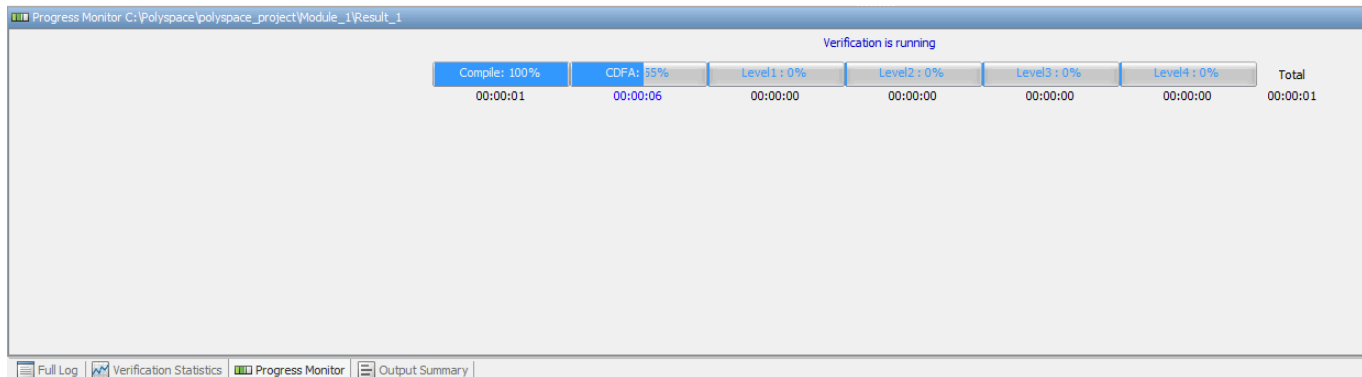 Progress Monitor C:\Polyspace\polyspace_project\Module_1\Result_1
Verification is running
Compile: 100% CDFA: 55% Level1 : 0% Level2 : 0% Level3 : 0% Level4 : 0% Total
00:00:01 00:00:06 00:00:00 00:00:00 00:00:00 00:00:00 00:00:01
Full Log Verification Statistics Progress Monitor Output Summary